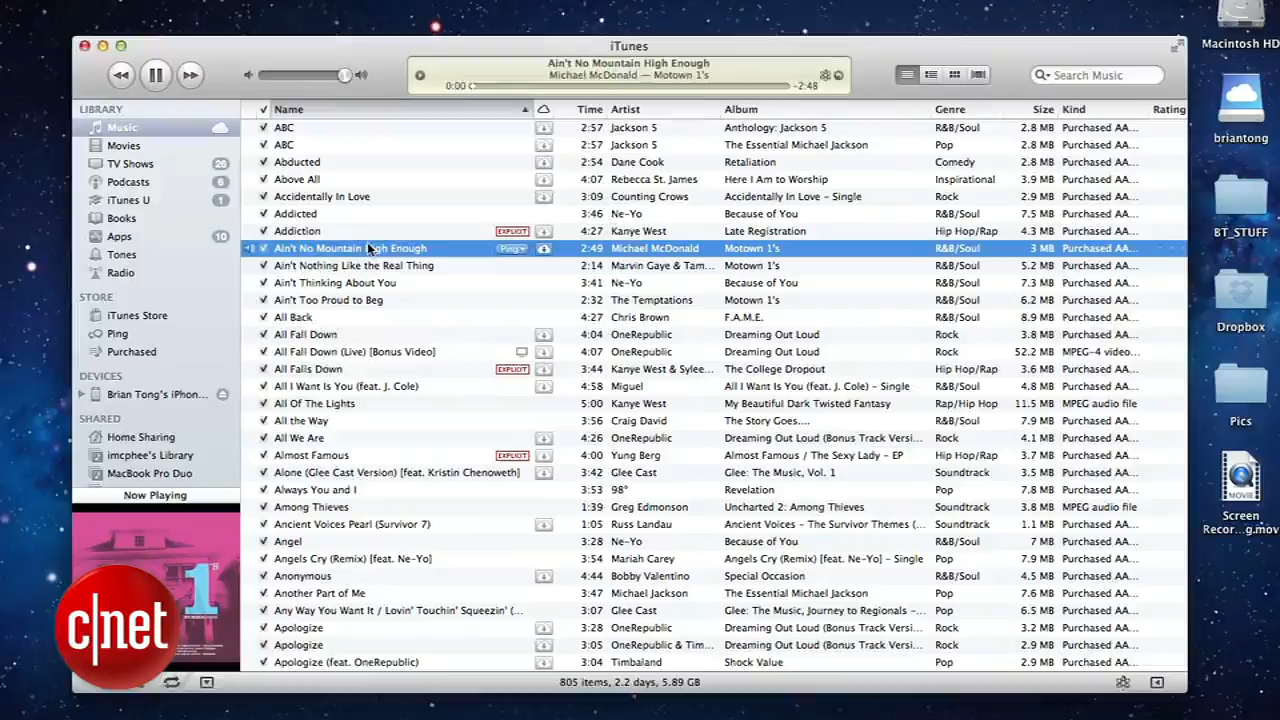 iTunes
Ain't No Mountain High Enough
Michael McDonald — Motown 1's
0:00 -2:48
Search Music
LIBRARY
Music
Movies
TV Shows 26
Podcasts 6
iTunes U 1
Books
Apps 10
Tones
Radio
STORE
iTunes Store
Ping
Purchased
DEVICES
Brian Tong's iPhon...
SHARED
Home Sharing
imcphee's Library
MacBook Pro Duo
Now Playing
Name Time Artist Album Genre Size Kind Rating
ABC 2:57 Jackson 5 Anthology: Jackson 5 R&B/Soul 2.8 MB Purchased AA...
ABC 2:57 Jackson 5 The Essential Michael Jackson Pop 2.8 MB Purchased AA...
Abducted 2:54 Dane Cook Retaliation Comedy 2.8 MB Purchased AA...
Above All 4:07 Rebecca St. James Here I Am to Worship Inspirational 3.9 MB Purchased AA...
Accidentally In Love 3:09 Counting Crows Accidentally In Love – Single Rock 2.9 MB Purchased AA...
Addicted 3:46 Ne-Yo Because of You R&B/Soul 7.5 MB Purchased AA...
Addiction EXPLICIT 4:27 Kanye West Late Registration Hip Hop/Rap 4.3 MB Purchased AA...
Ain't No Mountain High Enough Ping 2:49 Michael McDonald Motown 1's R&B/Soul 3 MB Purchased AA...
Ain't Nothing Like the Real Thing 2:14 Marvin Gaye & Tam... Motown 1's R&B/Soul 5.2 MB Purchased AA...
Ain't Thinking About You 3:41 Ne-Yo Because of You R&B/Soul 7.3 MB Purchased AA...
Ain't Too Proud to Beg 2:32 The Temptations Motown 1's R&B/Soul 6.2 MB Purchased AA...
All Back 4:27 Chris Brown F.A.M.E. R&B/Soul 8.9 MB Purchased AA...
All Fall Down 4:04 OneRepublic Dreaming Out Loud Rock 3.9 MB Purchased AA...
All Fall Down (Live) [Bonus Video] 4:07 OneRepublic Dreaming Out Loud Rock 52.2 MB MPEG-4 video...
All Falls Down EXPLICIT 3:44 Kanye West & Sylee... The College Dropout Hip Hop/Rap 3.6 MB Purchased AA...
All I Want Is You (feat. J. Cole) 4:58 Miguel All I Want Is You (feat. J. Cole) – Single R&B/Soul 4.7 MB Purchased AA...
All Of The Lights 5:00 Kanye West My Beautiful Dark Twisted Fantasy Rap/Hip Hop 11.5 MB MPEG audio file
All the Way 3:56 Craig David The Story Goes.... R&B/Soul 7.9 MB Purchased AA...
All We Are 4:26 OneRepublic Dreaming Out Loud (Bonus Track Versi... Rock 4.1 MB Purchased AA...
Almost Famous EXPLICIT 4:00 Yung Berg Almost Famous / The Sexy Lady – EP Hip Hop/Rap 3.7 MB Purchased AA...
Alone (Glee Cast Version) [feat. Kristin Chenoweth] 3:42 Glee Cast Glee: The Music, Vol. 1 Soundtrack 3.5 MB Purchased AA...
Always You and I 3:53 98° Revelation Pop 7.8 MB Purchased AA...
Among Thieves 1:39 Greg Edmonson Uncharted 2: Among Thieves Soundtrack 3.8 MB MPEG audio file
Ancient Voices Pearl (Survivor 7) 1:05 Russ Landau Ancient Voices – The Survivor Themes (... Soundtrack 1.1 MB Purchased AA...
Angel 3:28 Ne-Yo Because of You R&B/Soul 7 MB Purchased AA...
Angels Cry (Remix) [feat. Ne-Yo] 3:54 Mariah Carey Angels Cry (Remix) [feat. Ne-Yo] – Single Pop 7.9 MB Purchased AA...
Anonymous 4:44 Bobby Valentino Special Occasion R&B/Soul 4.5 MB Purchased AA...
Another Part of Me 3:47 Michael Jackson The Essential Michael Jackson Pop 7.6 MB Purchased AA...
Any Way You Want It / Lovin' Touchin' Squeezin' (... 3:07 Glee Cast Glee: The Music, Journey to Regionals –... Pop 6.5 MB Purchased AA...
Apologize 3:28 OneRepublic Dreaming Out Loud Rock 3.3 MB Purchased AA...
Apologize 3:05 OneRepublic & Tim... Dreaming Out Loud (Bonus Track Versi... Rock 2.9 MB Purchased AA...
Apologize (feat. OneRepublic) 3:04 Timbaland Shock Value Pop 2.9 MB Purchased AA...
805 items, 2.2 days, 5.89 GB
1's
c|net
Macintosh HD
briantong
BT_STUFF
Dropbox
Pics
MOVIE
Screen
Recor...g.mov